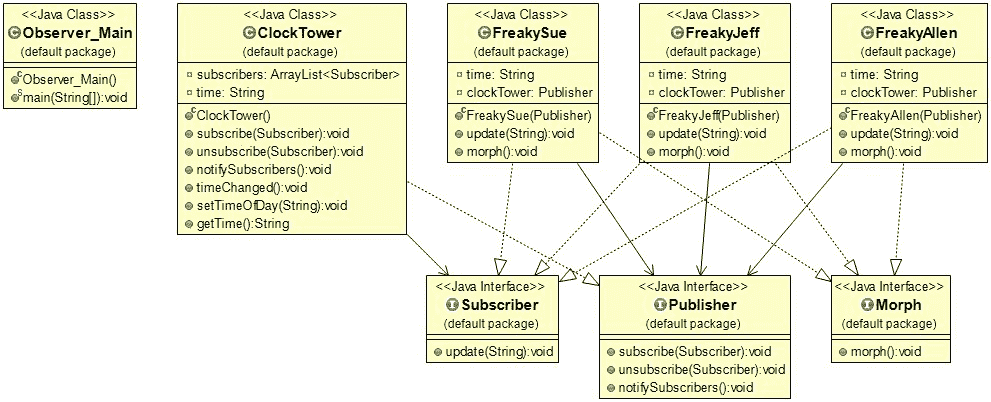 <<Java Class>>
Observer_Main
(default package)
Observer_Main()
main(String[]):void
<<Java Class>>
ClockTower
(default package)
subscribers: ArrayList<Subscriber>
time: String
ClockTower()
subscribe(Subscriber):void
unsubscribe(Subscriber):void
notifySubscribers():void
timeChanged():void
setTimeOfDay(String):void
getTime():String
<<Java Class>>
FreakySue
(default package)
time: String
clockTower: Publisher
FreakySue(Publisher)
update(String):void
morph():void
<<Java Class>>
FreakyJeff
(default package)
time: String
clockTower: Publisher
FreakyJeff(Publisher)
update(String):void
morph():void
<<Java Class>>
FreakyAllen
(default package)
time: String
clockTower: Publisher
FreakyAllen(Publisher)
update(String):void
morph():void
<<Java Interface>>
Subscriber
(default package)
update(String):void
<<Java Interface>>
Publisher
(default package)
subscribe(Subscriber):void
unsubscribe(Subscriber):void
notifySubscribers():void
<<Java Interface>>
Morph
(default package)
morph():void